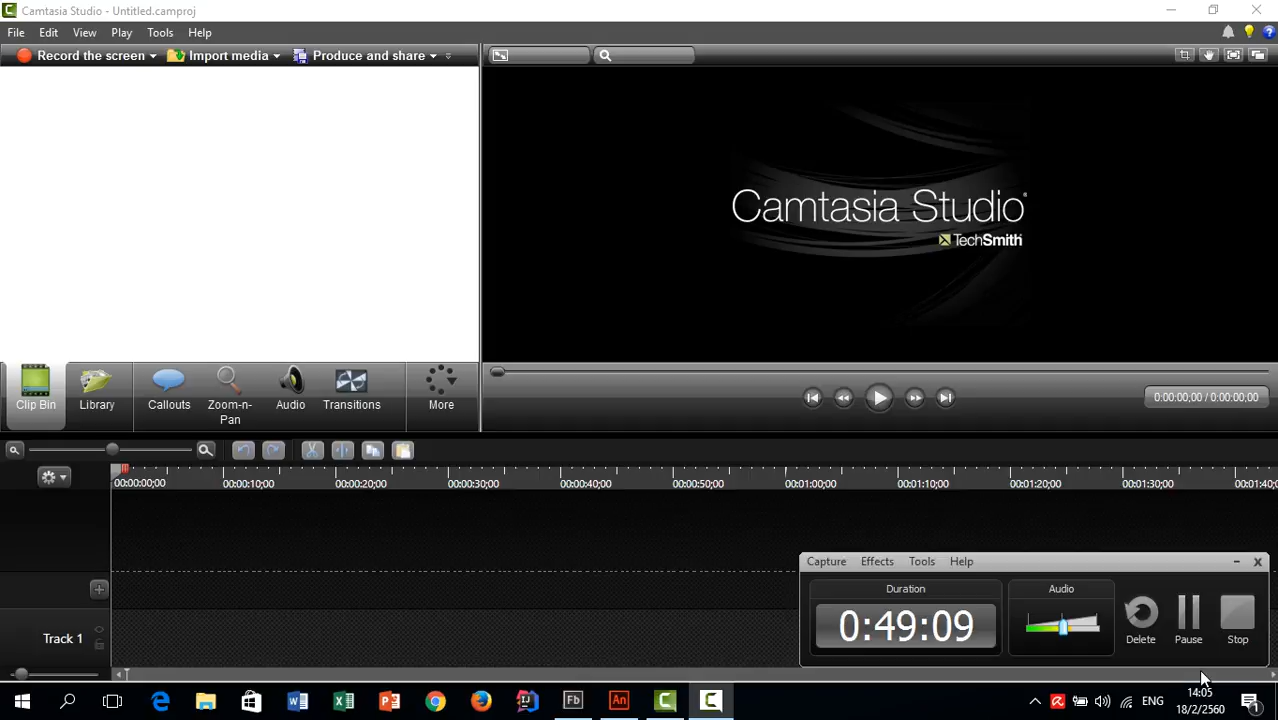 Camtasia Studio - Untitled.camproj
File Edit View Play Tools Help
Record the screen Import media Produce and share
Camtasia Studio®
TechSmith
Clip Bin Library Callouts Zoom-n-Pan Audio Transitions More
0:00:00;00 / 0:00:00;00
00:00:00;00 00:00:10;00 00:00:20;00 00:00:30;00 00:00:40;00 00:00:50;00 00:01:00;00 00:01:10;00 00:01:20;00 00:01:30;00 00:01:40;0
Capture Effects Tools Help
Duration Audio
0:49:09
Delete Pause Stop
Track 1
Fb An ENG
14:05
18/2/2560
1